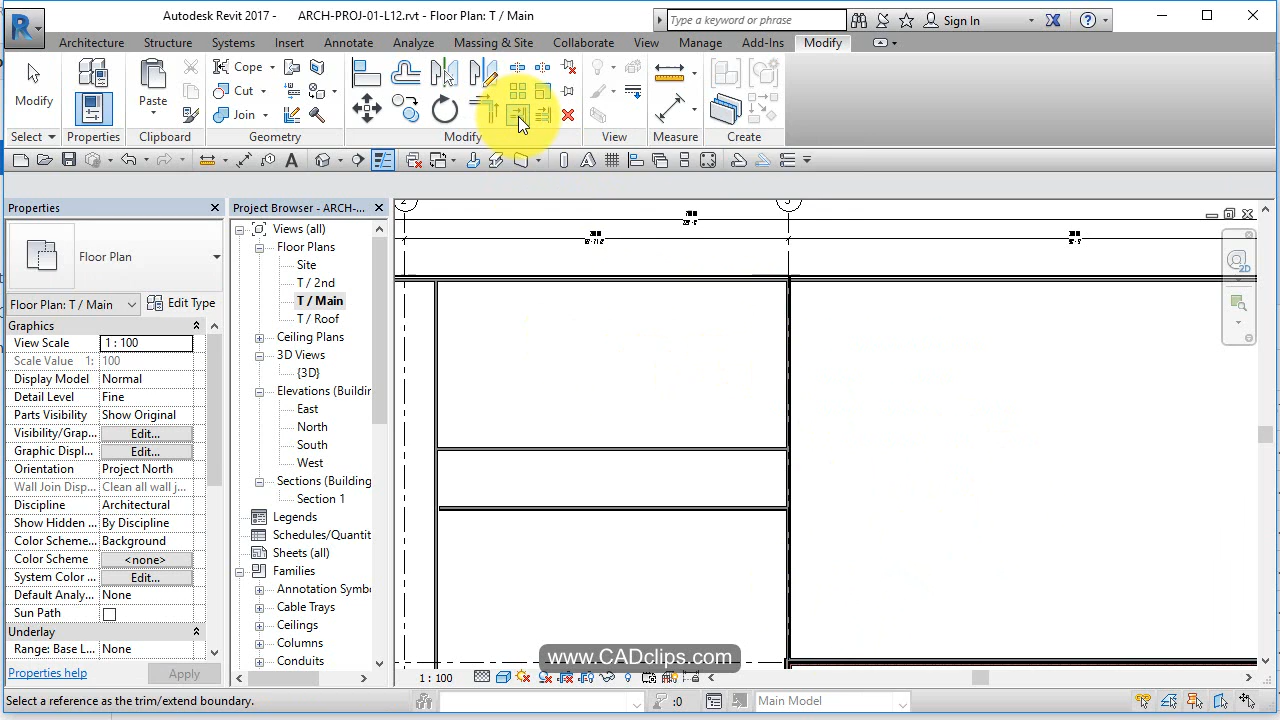 Autodesk Revit 2017 - ARCH-PROJ-01-L12.rvt - Floor Plan: T / Main
Type a keyword or phrase
Sign In
Architecture Structure Systems Insert Annotate Analyze Massing & Site Collaborate View Manage Add-Ins Modify
Modify
Properties
Paste
Cope
Cut
Join
Select
Properties
Clipboard
Geometry
Modify
View
Measure
Create
Properties
Floor Plan
Floor Plan: T / Main
Edit Type
Graphics
View Scale 1 : 100
Scale Value 1: 100
Display Model Normal
Detail Level Fine
Parts Visibility Show Original
Visibility/Grap... Edit...
Graphic Displ... Edit...
Orientation Project North
Wall Join Displ... Clean all wall j...
Discipline Architectural
Show Hidden ... By Discipline
Color Scheme... Background
Color Scheme <none>
System Color ... Edit...
Default Analy... None
Sun Path
Underlay
Range: Base L... None
Properties help
Apply
Project Browser - ARCH-...
Views (all)
Floor Plans
Site
T / 2nd
T / Main
T / Roof
Ceiling Plans
3D Views
{3D}
Elevations (Buildin
East
North
South
West
Sections (Building
Section 1
Legends
Schedules/Quantit
Sheets (all)
Families
Annotation Symb
Cable Trays
Ceilings
Columns
Conduits
2D
www.CADclips.com
1 : 100
Select a reference as the trim/extend boundary.
:0
Main Model